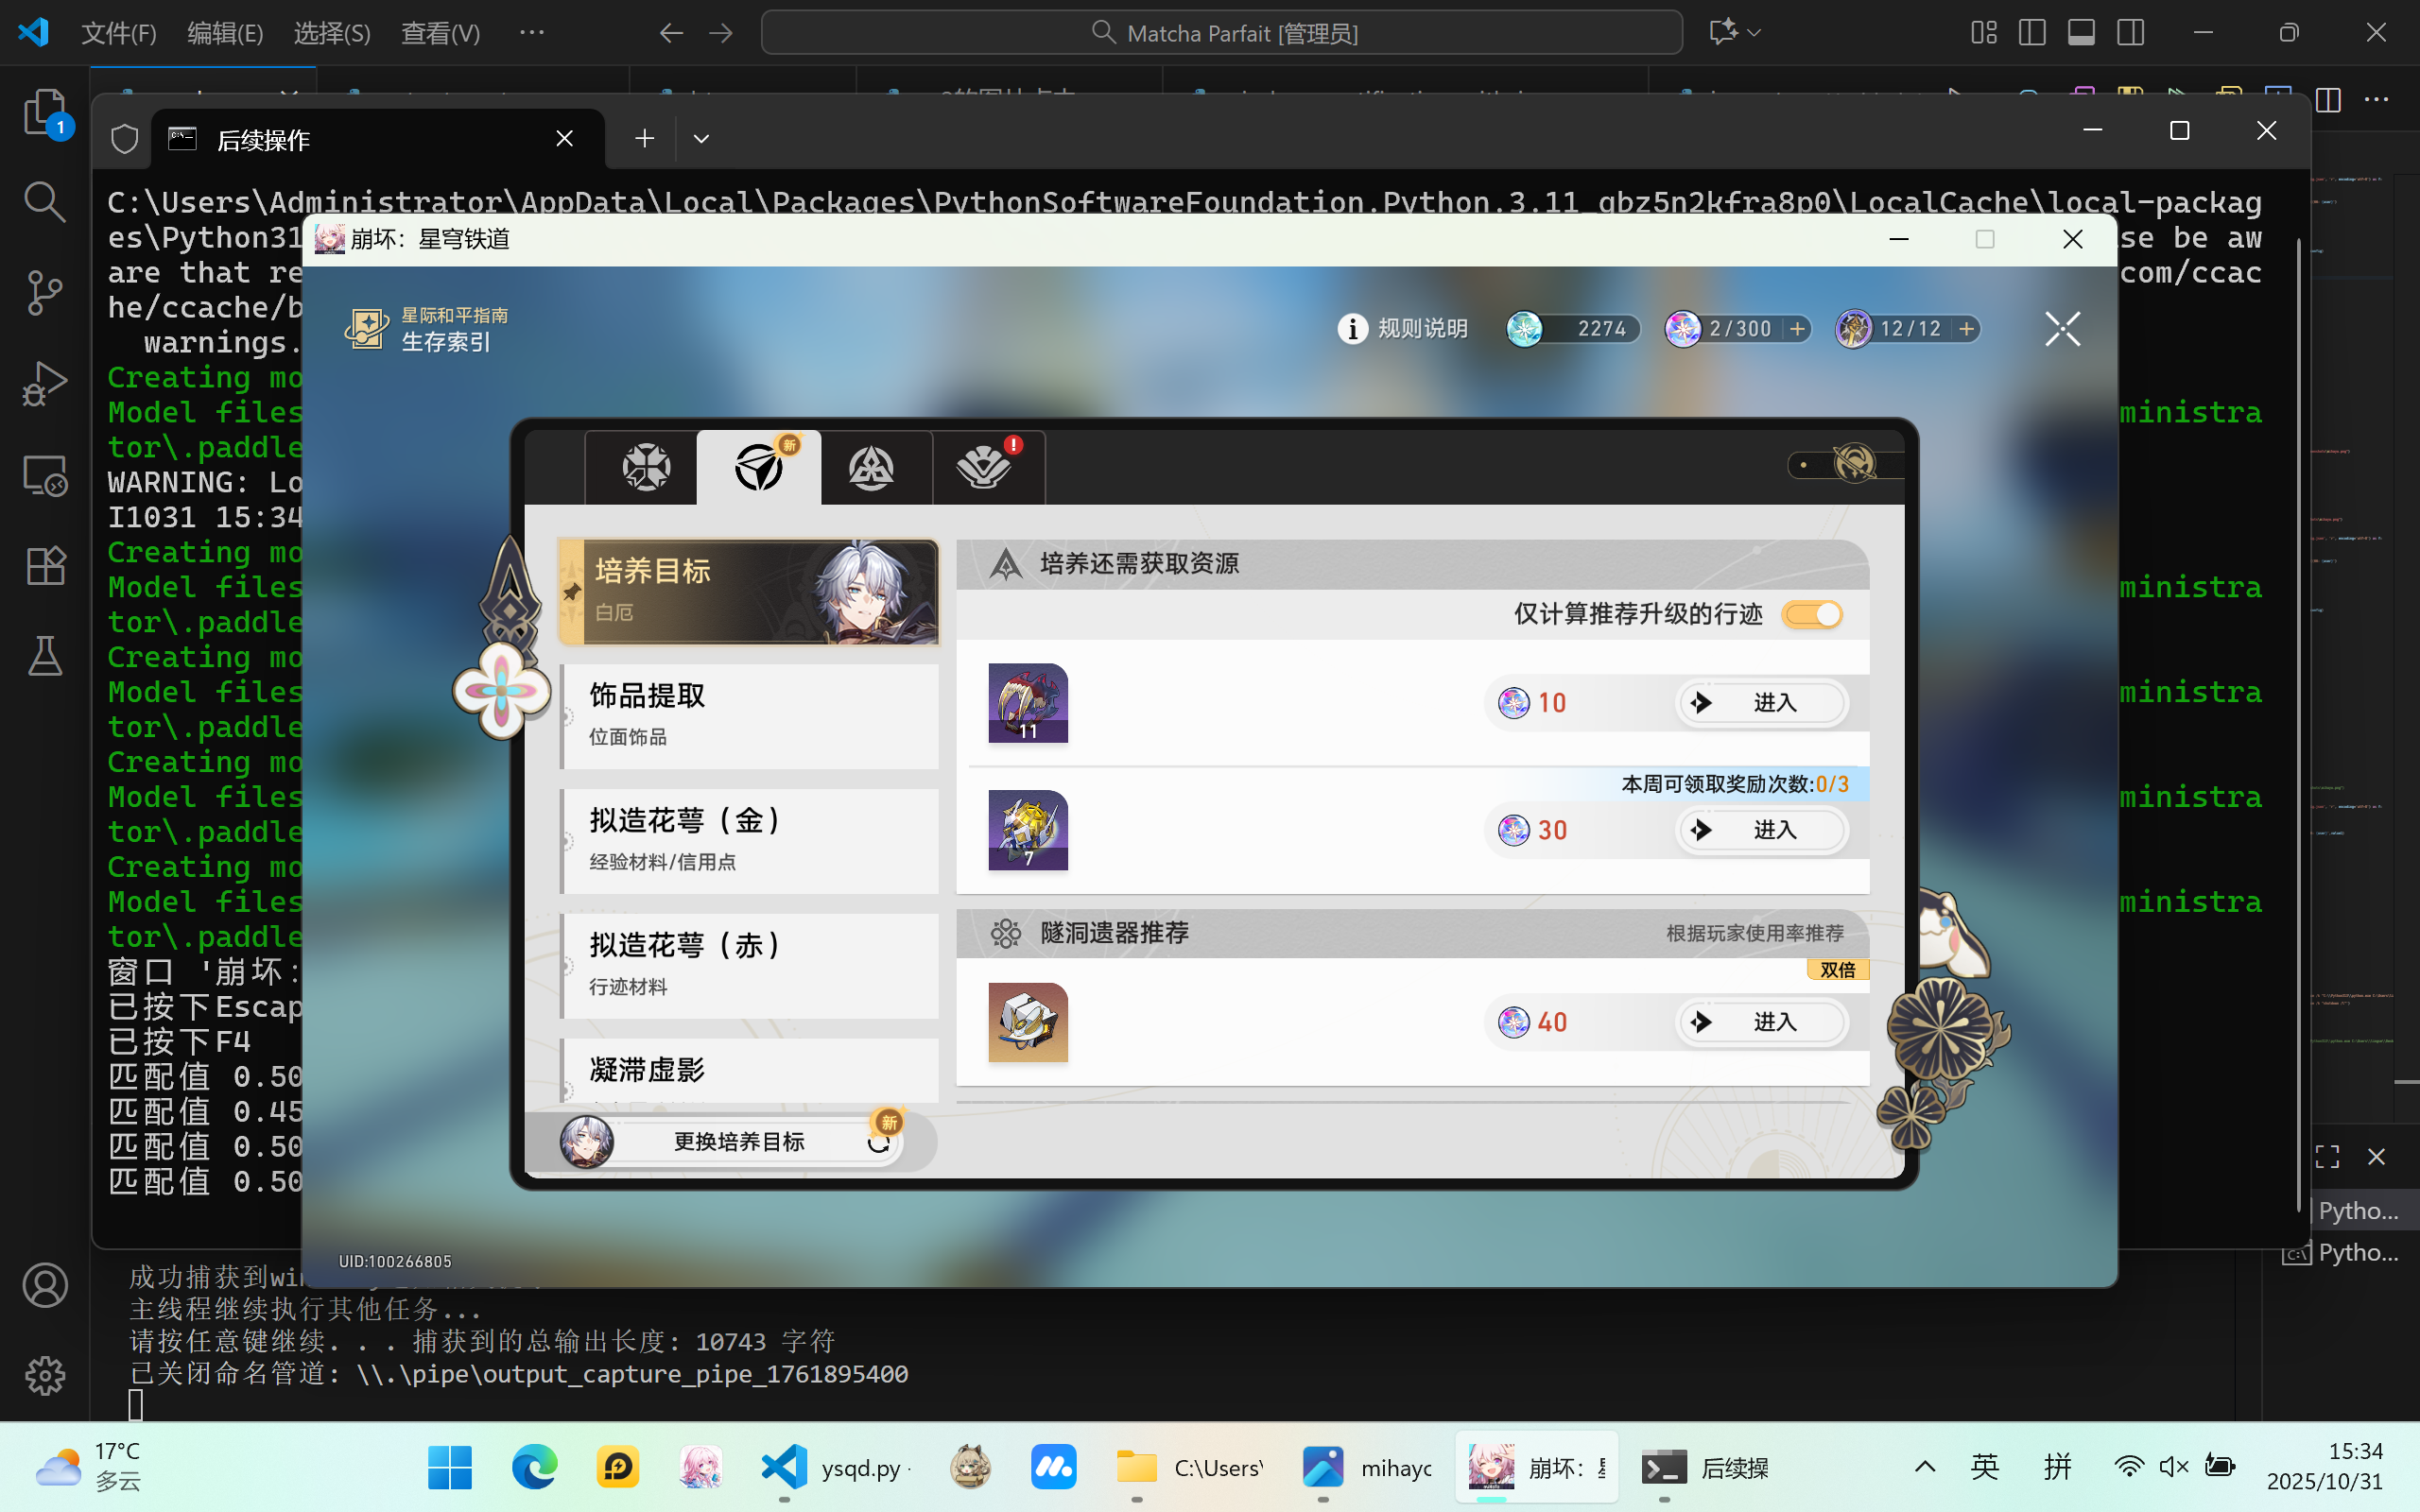 文件(F) 编辑(E) 选择(S) 查看(V) ··· Matcha Parfait [管理员]
1
后续操作
C:\Users\Administrator\AppData\Local\Packages\PythonSoftwareFoundation.Python.3.11_qbz5n2kfra8p0\LocalCache\local-packag
es\Python31
se be aw
are that re
com/ccac
he/ccache/b
warnings.
Creating mo
Model files
ministra
tor\.paddle
WARNING: Lo
I1031 15:34
Creating mo
Model files
ministra
tor\.paddle
Creating mo
Model files
ministra
tor\.paddle
Creating mo
Model files
ministra
tor\.paddle
Creating mo
Model files
ministra
tor\.paddle
窗口 '崩坏:
已按下Escap
已按下F4
匹配值 0.50
匹配值 0.45
匹配值 0.50
匹配值 0.50
崩坏：星穹铁道
星际和平指南
生存索引
规则说明
2274
2/300
12/12
新
培养目标
白厄
饰品提取
位面饰品
拟造花萼（金）
经验材料/信用点
拟造花萼（赤）
行迹材料
凝滞虚影
新
更换培养目标
培养还需获取资源
仅计算推荐升级的行迹
11
10
进入
本周可领取奖励次数:0/3
7
30
进入
隧洞遗器推荐
根据玩家使用率推荐
双倍
40
进入
UID:100266805
Pytho...
Pytho...
成功捕获到win
主线程继续执行其他任务...
请按任意键继续. . . 捕获到的总输出长度: 10743 字符
已关闭命名管道: \\.\pipe\output_capture_pipe_1761895400
17°C
多云
ysqd.py
C:\Users\
mihayc
崩坏：
后续操
英
拼
15:34
2025/10/31